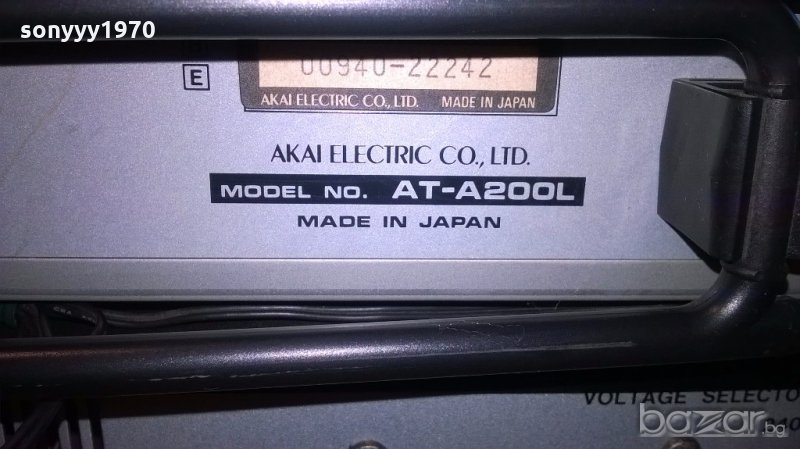 sonyyy1970
E
00940-22242
AKAI ELECTRIC CO., LTD. MADE IN JAPAN
AKAI ELECTRIC CO., LTD.
MODEL NO. AT-A200L
MADE IN JAPAN
VOLTAGE SELECTO
bazar.bg